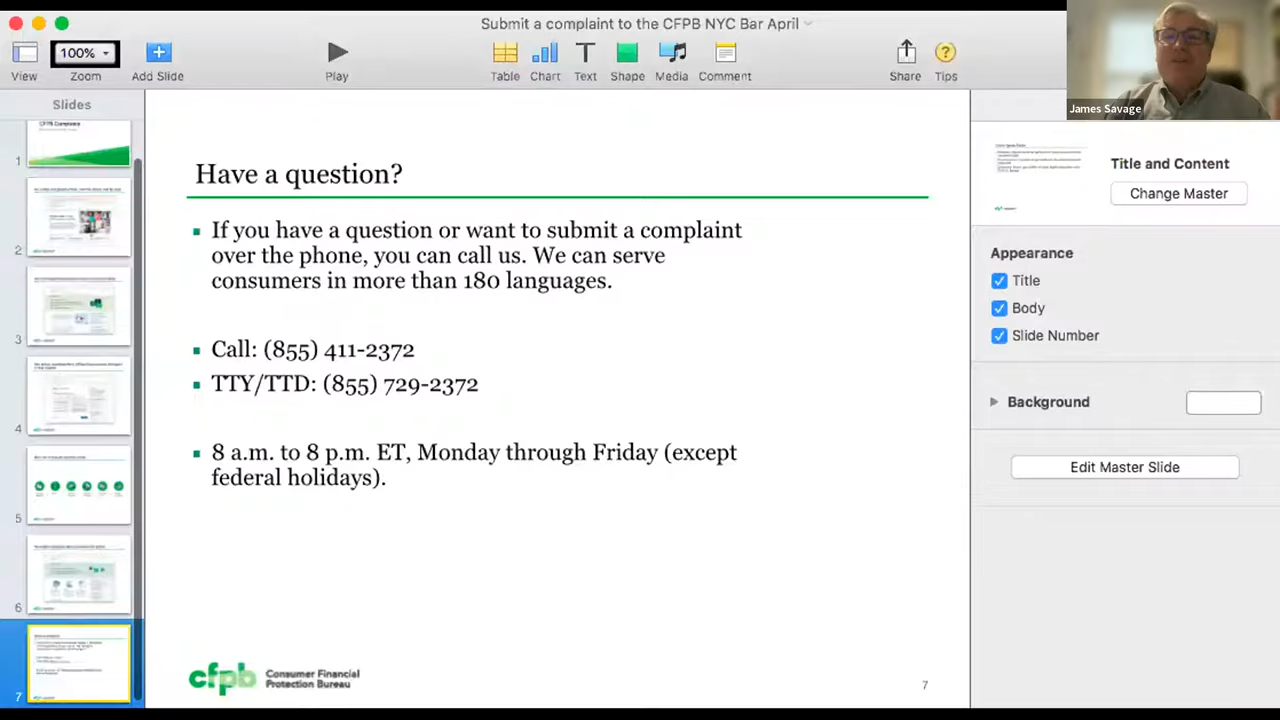 Submit a complaint to the CFPB NYC Bar April
100%
View
Zoom
Add Slide
Play
Table
Chart
Text
Shape
Media
Comment
Share
Tips
James Savage
Slides
CFPB Complaints
1
2
3
4
5
6
7
Have a question?
If you have a question or want to submit a complaint
over the phone, you can call us. We can serve
consumers in more than 180 languages.
Call: (855) 411-2372
TTY/TTD: (855) 729-2372
8 a.m. to 8 p.m. ET, Monday through Friday (except
federal holidays).
cfpb
Consumer Financial
Protection Bureau
7
Title and Content
Change Master
Appearance
Title
Body
Slide Number
Background
Edit Master Slide